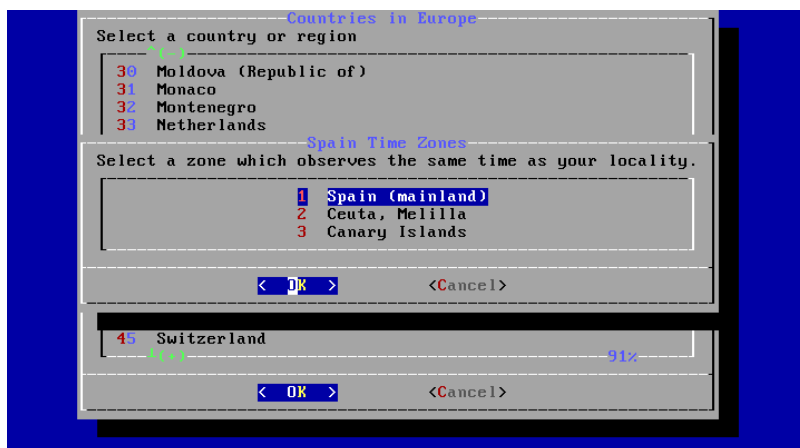 Countries in Europe
Select a country or region
^(-)
30 Moldova (Republic of)
31 Monaco
32 Montenegro
33 Netherlands
Spain Time Zones
Select a zone which observes the same time as your locality.
1 Spain (mainland)
2 Ceuta, Melilla
3 Canary Islands
< OK > <Cancel>
45 Switzerland
┴(+) 91%
< OK > <Cancel>